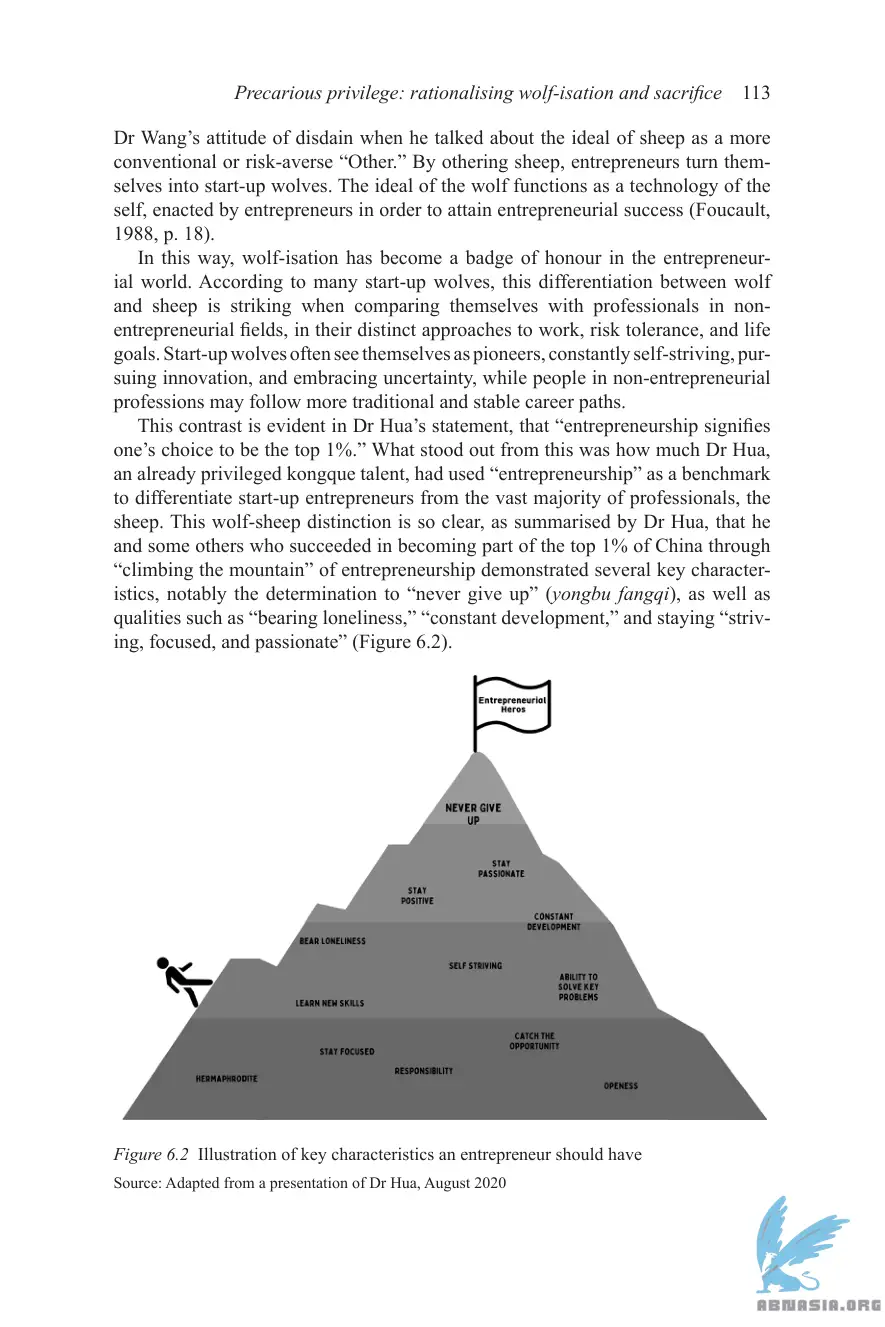 Precarious privilege: rationalising wolf-isation and sacrifice 113
Dr Wang’s attitude of disdain when he talked about the ideal of sheep as a more
conventional or risk-averse “Other.” By othering sheep, entrepreneurs turn them-
selves into start-up wolves. The ideal of the wolf functions as a technology of the
self, enacted by entrepreneurs in order to attain entrepreneurial success (Foucault,
1988, p. 18).
In this way, wolf-isation has become a badge of honour in the entrepreneur-
ial world. According to many start-up wolves, this differentiation between wolf
and sheep is striking when comparing themselves with professionals in non-
entrepreneurial fields, in their distinct approaches to work, risk tolerance, and life
goals. Start-up wolves often see themselves as pioneers, constantly self-striving, pur-
suing innovation, and embracing uncertainty, while people in non-entrepreneurial
professions may follow more traditional and stable career paths.
This contrast is evident in Dr Hua’s statement, that “entrepreneurship signifies
one’s choice to be the top 1%.” What stood out from this was how much Dr Hua,
an already privileged kongque talent, had used “entrepreneurship” as a benchmark
to differentiate start-up entrepreneurs from the vast majority of professionals, the
sheep. This wolf-sheep distinction is so clear, as summarised by Dr Hua, that he
and some others who succeeded in becoming part of the top 1% of China through
“climbing the mountain” of entrepreneurship demonstrated several key character-
istics, notably the determination to “never give up” (yongbu fangqi), as well as
qualities such as “bearing loneliness,” “constant development,” and staying “striv-
ing, focused, and passionate” (Figure 6.2).
Entrepreneurial
Heros
NEVER GIVE
UP
STAY
PASSIONATE
STAY
POSITIVE
CONSTANT
DEVELOPMENT
BEAR LONELINESS
SELF STRIVING
ABILITY TO
SOLVE KEY
PROBLEMS
LEARN NEW SKILLS
CATCH THE
OPPORTUNITY
STAY FOCUSED
RESPONSIBILITY
HERMAPHRODITE
OPENESS
Figure 6.2 Illustration of key characteristics an entrepreneur should have
Source: Adapted from a presentation of Dr Hua, August 2020
ABNASIA.ORG